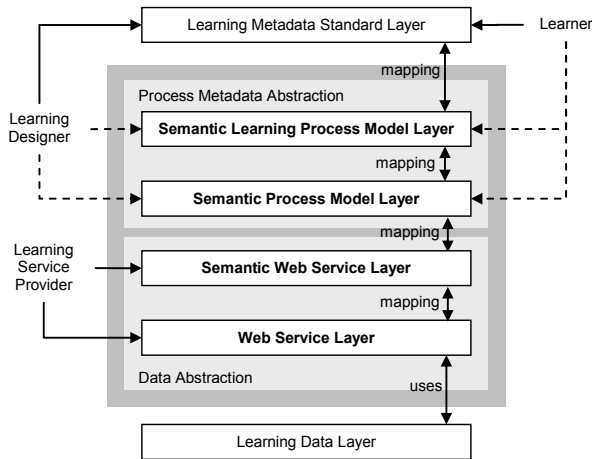 Learning Metadata Standard Layer
Learner
mapping
Process Metadata Abstraction
Learning
Designer
Semantic Learning Process Model Layer
mapping
Semantic Process Model Layer
mapping
Learning
Service
Provider
Semantic Web Service Layer
mapping
Web Service Layer
Data Abstraction
uses
Learning Data Layer